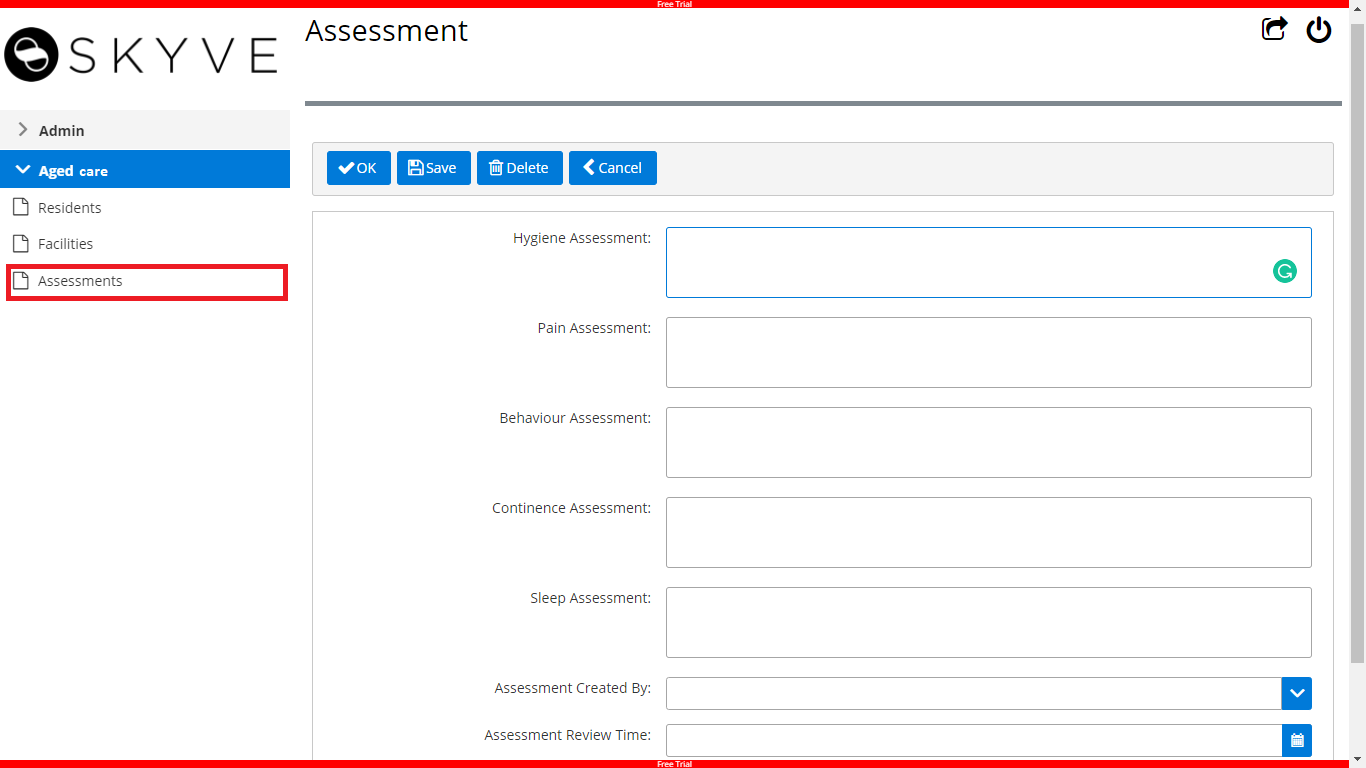 Free Trial
SKYVE
Assessment
Admin
Aged care
Residents
Facilities
Assessments
OK Save Delete Cancel
Hygiene Assessment:
Pain Assessment:
Behaviour Assessment:
Continence Assessment:
Sleep Assessment:
Assessment Created By:
Assessment Review Time:
Free Trial